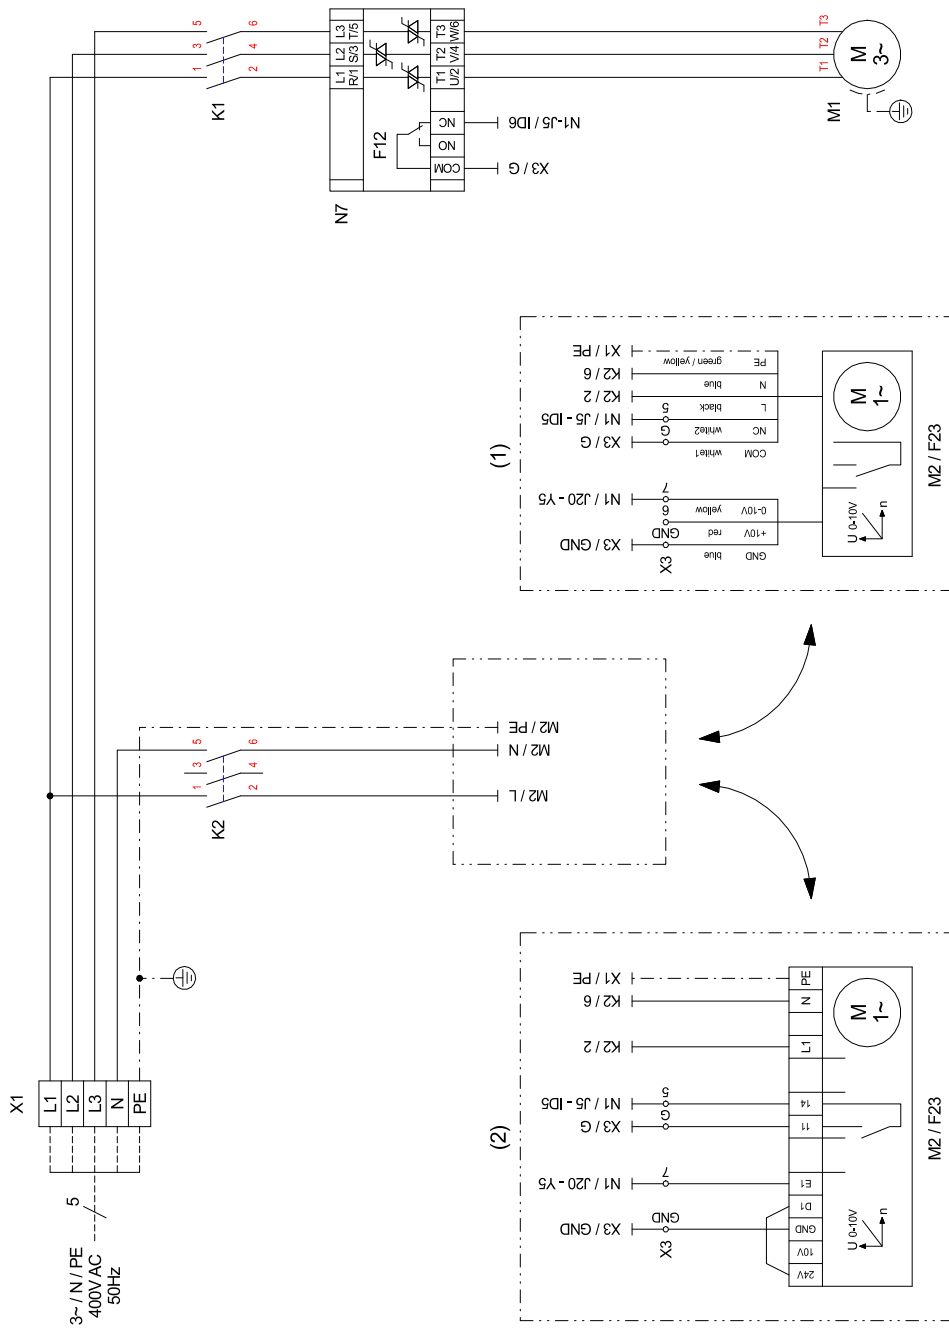 X1
L1
L2
L3
N
PE
5
3~ / N / PE
400V AC
50Hz
K1
1
2
3
4
5
6
N7
L1
R/1
L2
S/3
L3
T/5
T1
U/2
T2
V/4
T3
W/6
F12
NC
NO
COM
N1-J5 / ID6
X3 / G
T1
T2
T3
M
3~
M1
K2
1
2
3
4
5
6
M2 / PE
M2 / N
M2 / L
(1)
X1 / PE
K2 / 6
K2 / 2
N1 / J5 - ID5
X3 / G
N1 / J20 - Y5
X3 / GND
5
G
7
6
GND
X3
PE green / yellow
N blue
L black
NC white2
COM white1
0-10V yellow
+10V red
GND blue
M
1~
U 0-10V
n
M2 / F23
(2)
X1 / PE
K2 / 6
K2 / 2
N1 / J5 - ID5
X3 / G
N1 / J20 - Y5
X3 / GND
5
G
7
GND
X3
PE
N
L1
14
11
E1
D1
GND
10V
24V
M
1~
U 0-10V
n
M2 / F23